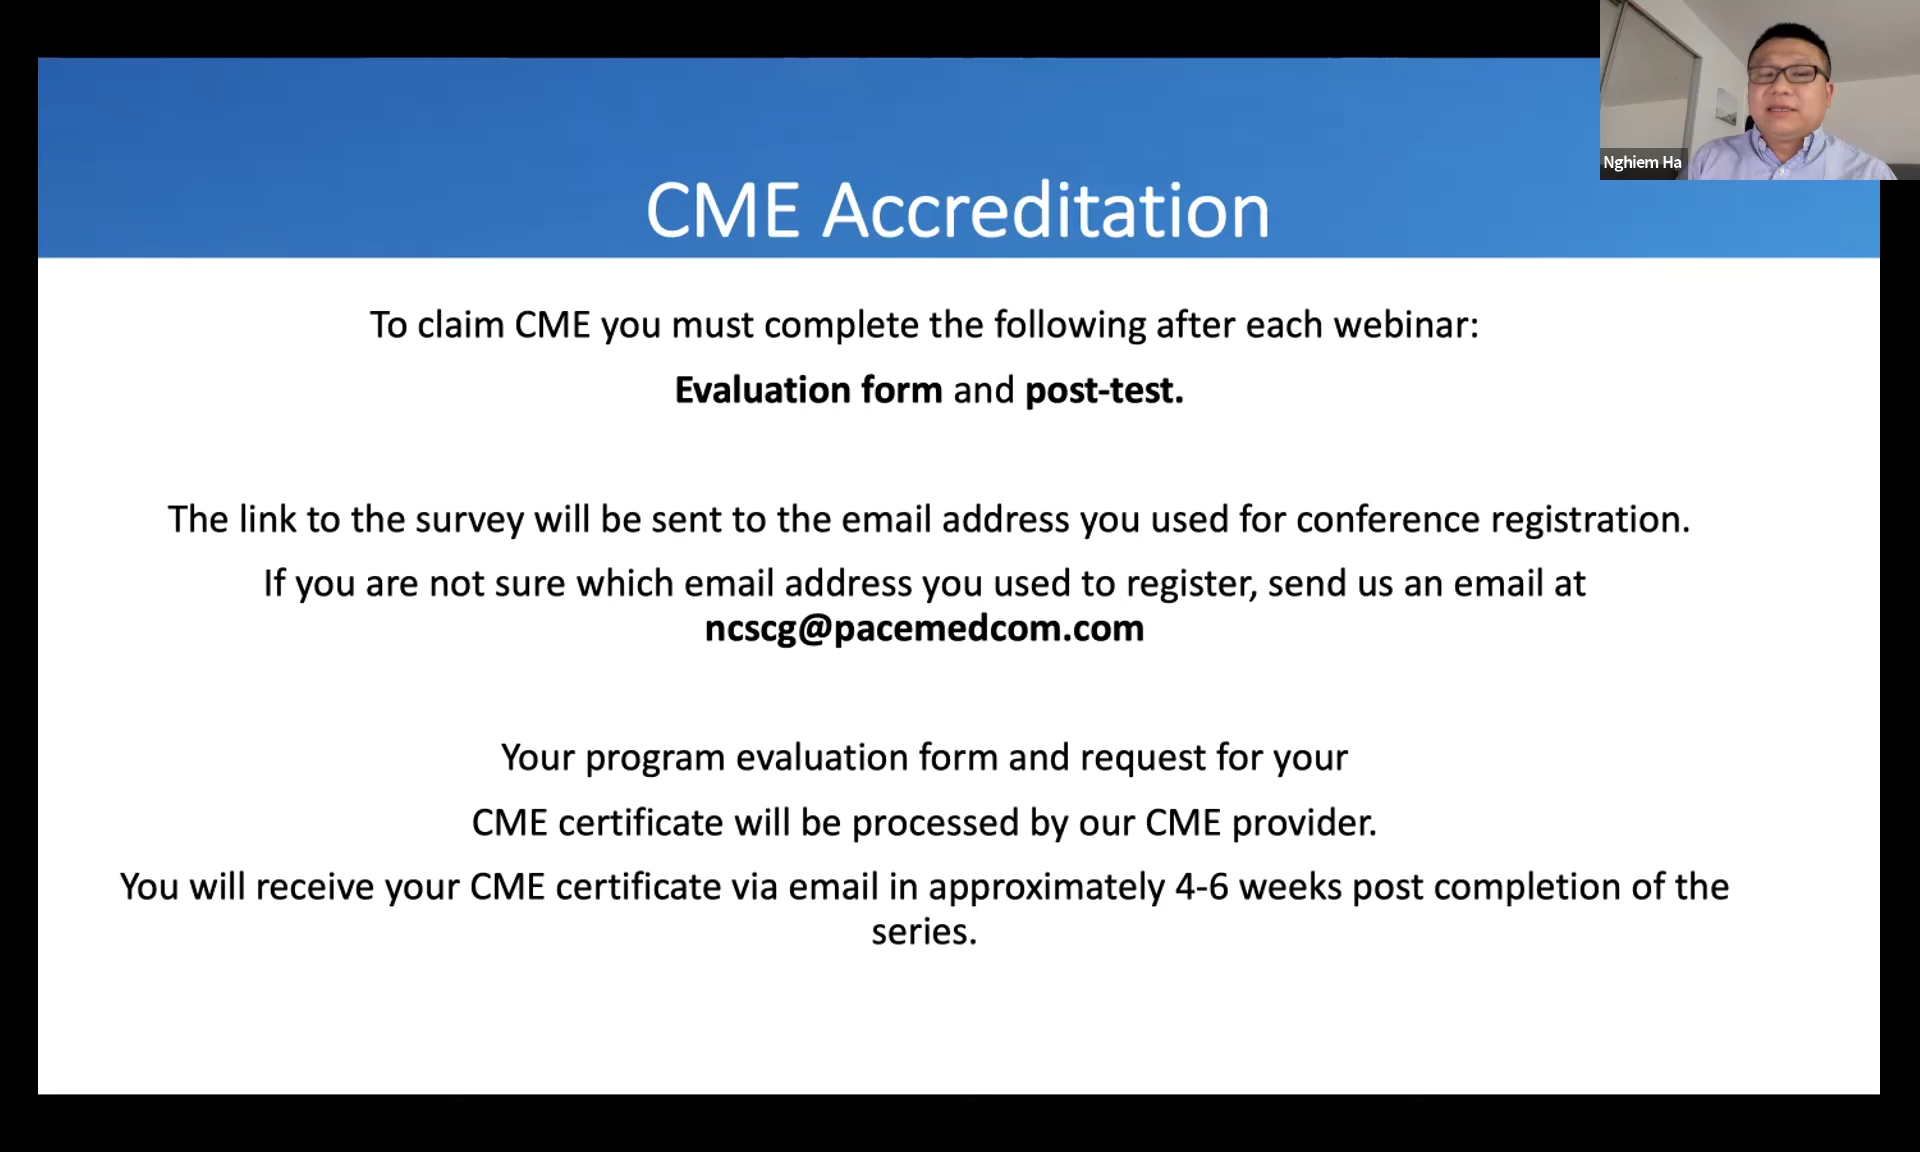 Nghiem Ha
CME Accreditation
To claim CME you must complete the following after each webinar:
Evaluation form and post-test.
The link to the survey will be sent to the email address you used for conference registration.
If you are not sure which email address you used to register, send us an email at
ncscg@pacemedcom.com
Your program evaluation form and request for your
CME certificate will be processed by our CME provider.
You will receive your CME certificate via email in approximately 4-6 weeks post completion of the
series.